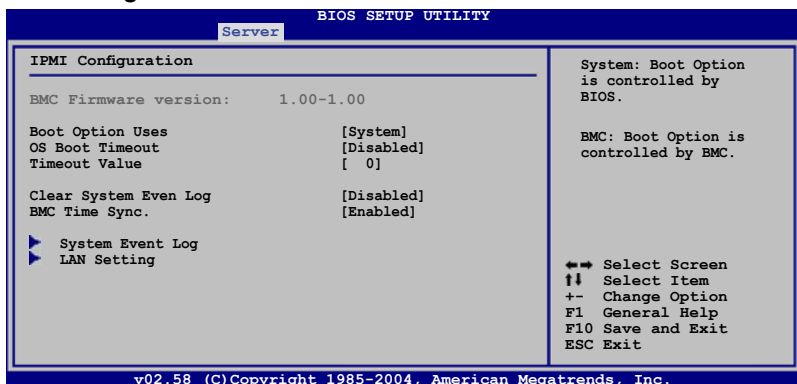 BIOS SETUP UTILITY
Server
IPMI Configuration
BMC Firmware version: 1.00-1.00
Boot Option Uses [System]
OS Boot Timeout [Disabled]
Timeout Value [ 0]
Clear System Even Log [Disabled]
BMC Time Sync. [Enabled]
System Event Log
LAN Setting
System: Boot Option
is controlled by
BIOS.
BMC: Boot Option is
controlled by BMC.
Select Screen
Select Item
+- Change Option
F1 General Help
F10 Save and Exit
ESC Exit
v02.58 (C)Copyright 1985-2004, American Megatrends, Inc.